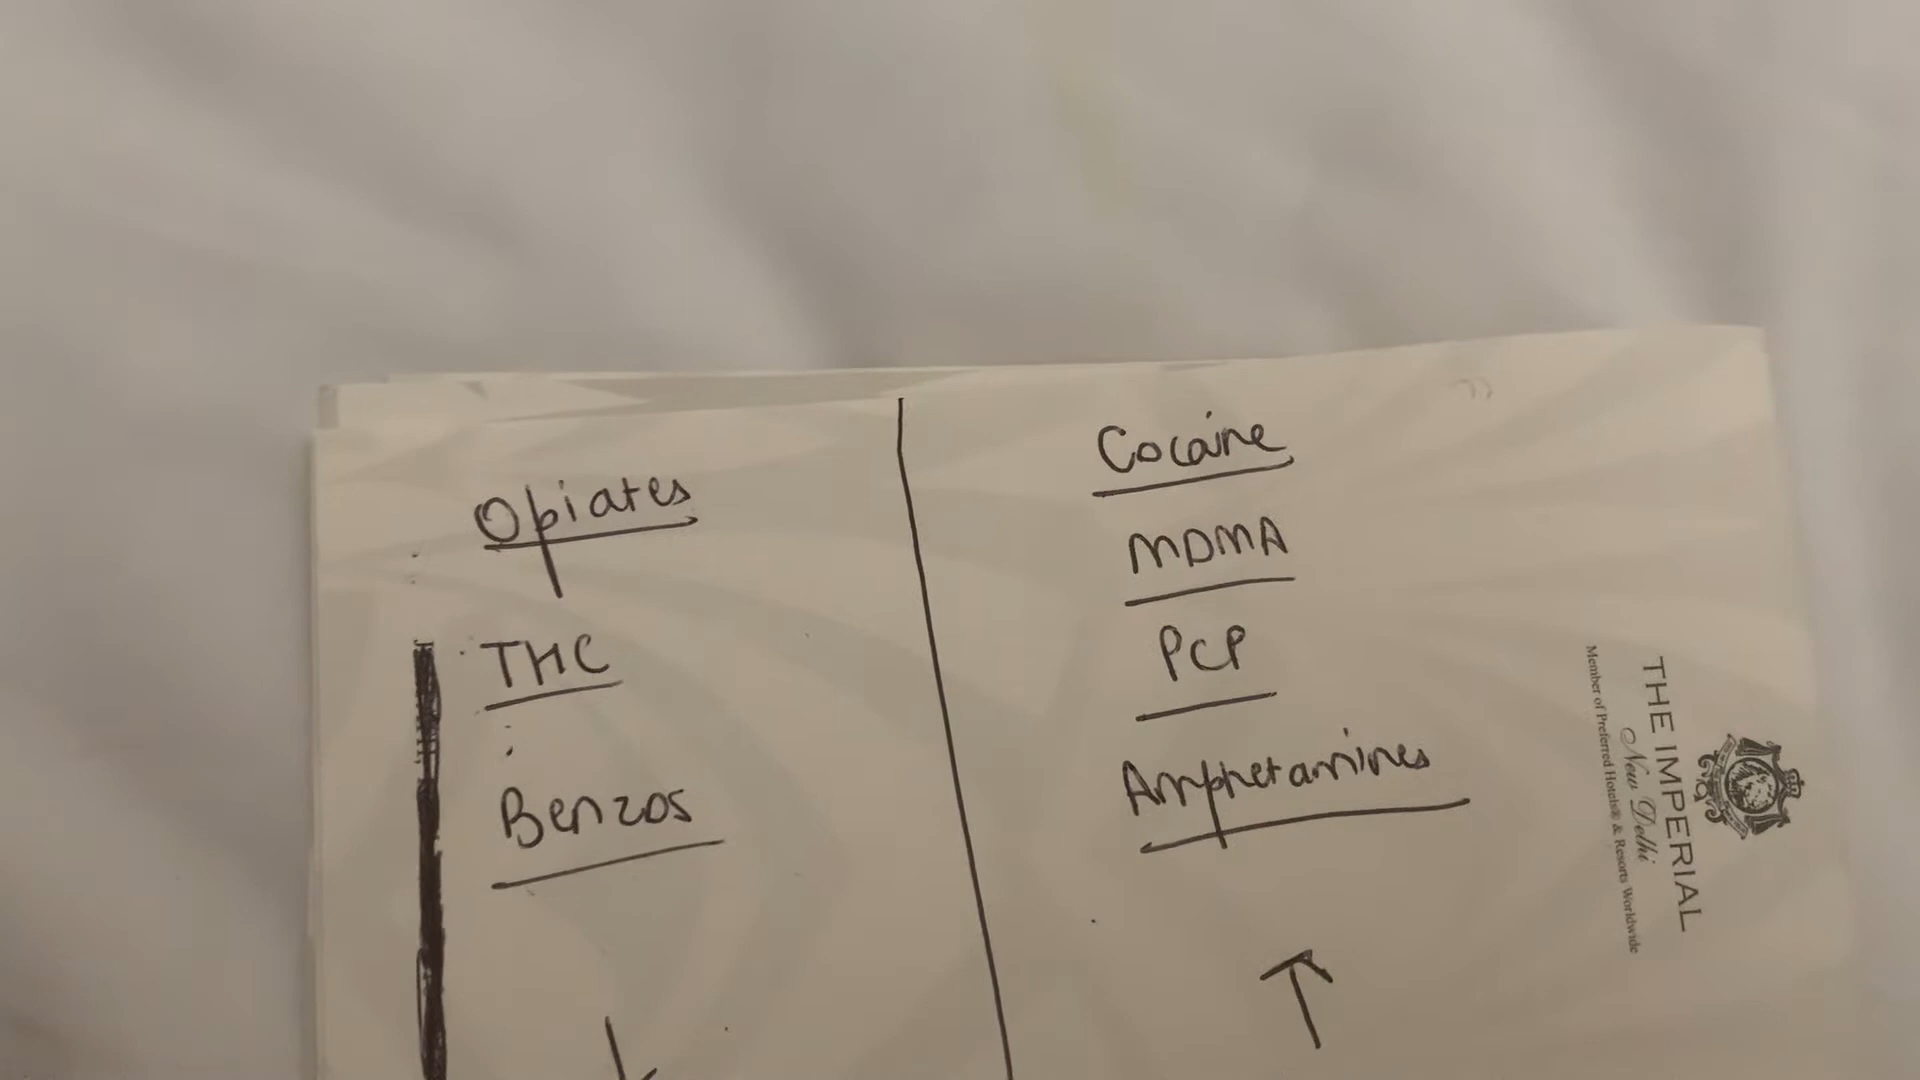 Opiates
THC
Benzos
Cocaine
MDMA
PCP
Amphetamines
THE IMPERIAL
New Delhi
Member of Preferred Hotels® & Resorts Worldwide